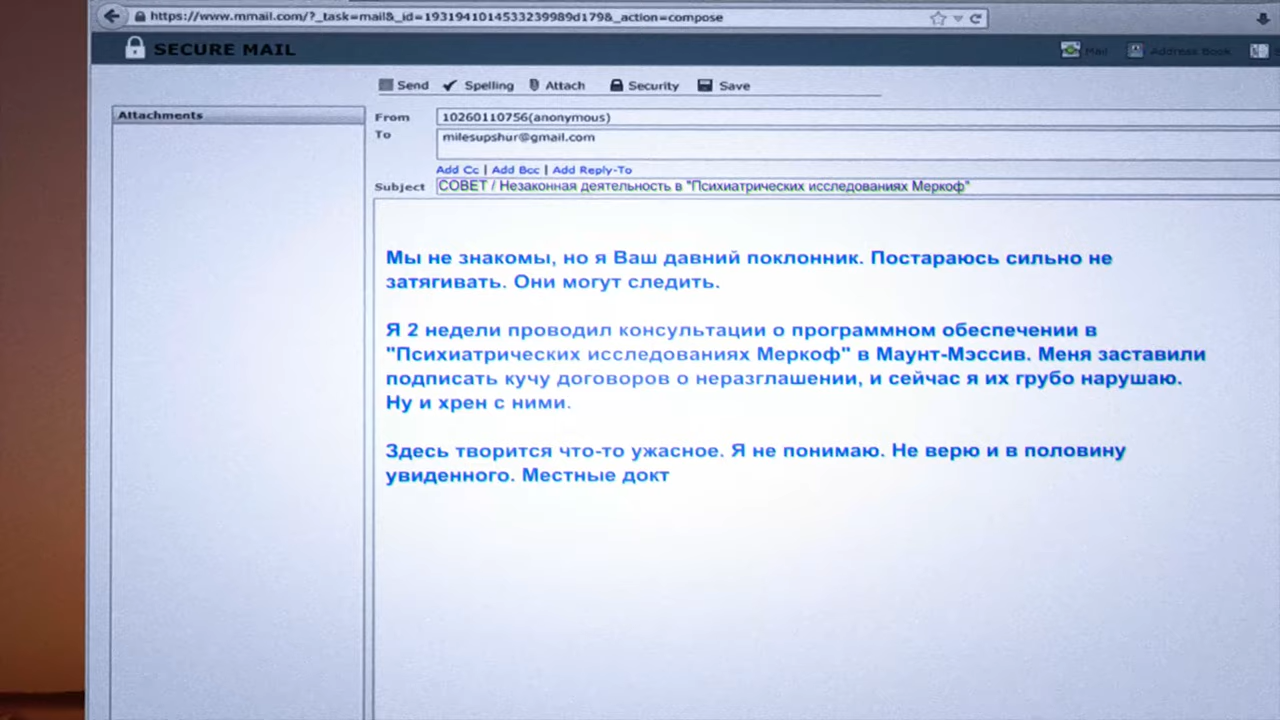 https://www.mmail.com/?_task=mail&_id=1931941014533239989d179&_action=compose
SECURE MAIL
Mail Address Book
Send Spelling Attach Security Save
Attachments
From 10260110756(anonymous)
To milesupshur@gmail.com
Add Cc | Add Bcc | Add Reply-To
Subject СОВЕТ / Незаконная деятельность в "Психиатрических исследованиях Меркоф"
Мы не знакомы, но я Ваш давний поклонник. Постараюсь сильно не
затягивать. Они могут следить.
Я 2 недели проводил консультации о программном обеспечении в
"Психиатрических исследованиях Меркоф" в Маунт-Мэссив. Меня заставили
подписать кучу договоров о неразглашении, и сейчас я их грубо нарушаю.
Ну и хрен с ними.
Здесь творится что-то ужасное. Я не понимаю. Не верю и в половину
увиденного. Местные докт